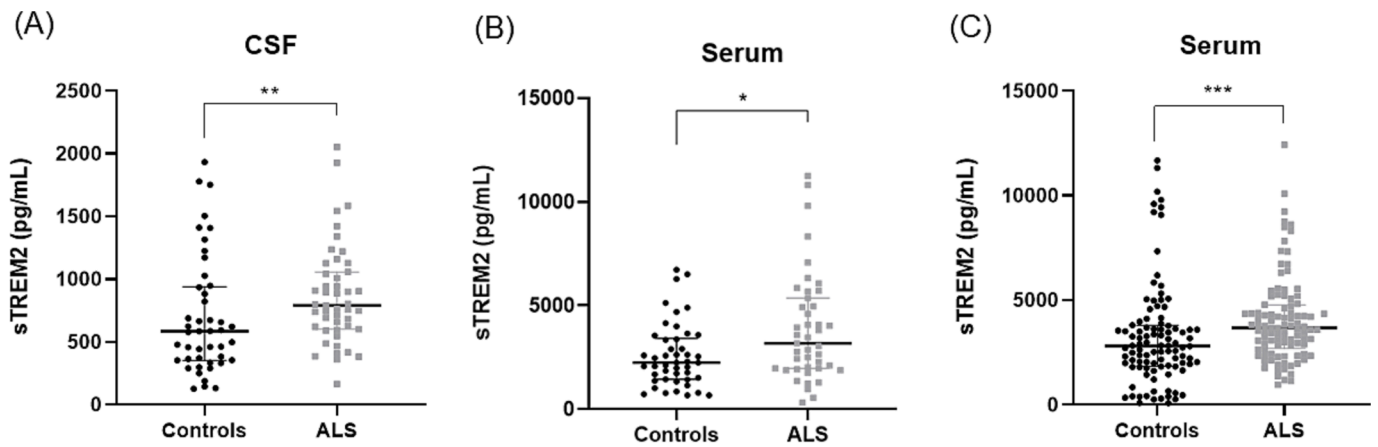 (A)
CSF
**
sTREM2 (pg/mL)
2500
2000
1500
1000
500
0
Controls ALS
(B)
Serum
*
sTREM2 (pg/mL)
15000
10000
5000
0
Controls ALS
(C)
Serum
***
sTREM2 (pg/mL)
15000
10000
5000
0
Controls ALS